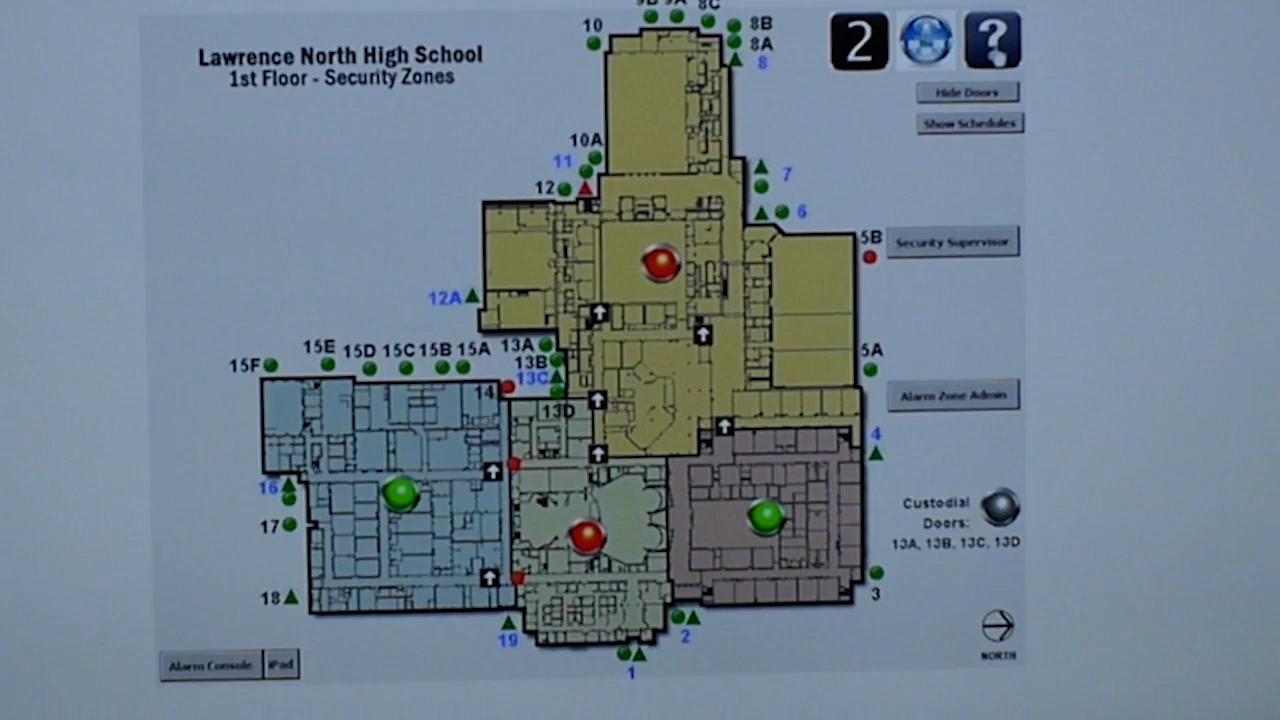 9B 9A 8C
10
8B
8A
8
2
?
Lawrence North High School
1st Floor - Security Zones
Hide Doors
Show Schedules
10A
11
12
7
6
5B
Security Supervisor
12A
15F 15E 15D 15C 15B 15A
13A
13B
13C
13D
14
5A
Alarm Zone Admin
4
16
17
18
Custodial
Doors:
13A, 13B, 13C, 13D
3
19
2
1
NORTH
Alarm Console
iPad